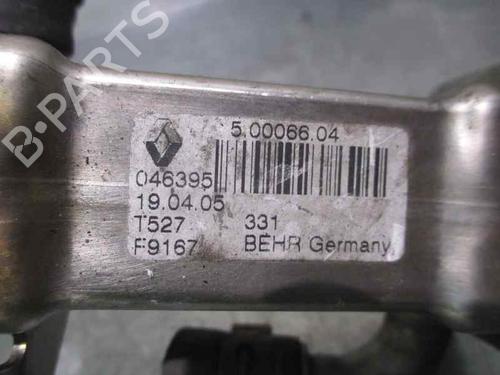 B-PARTS
5.00066.04
046395
19.04.05
T527 331
F9167 BEHR Germany